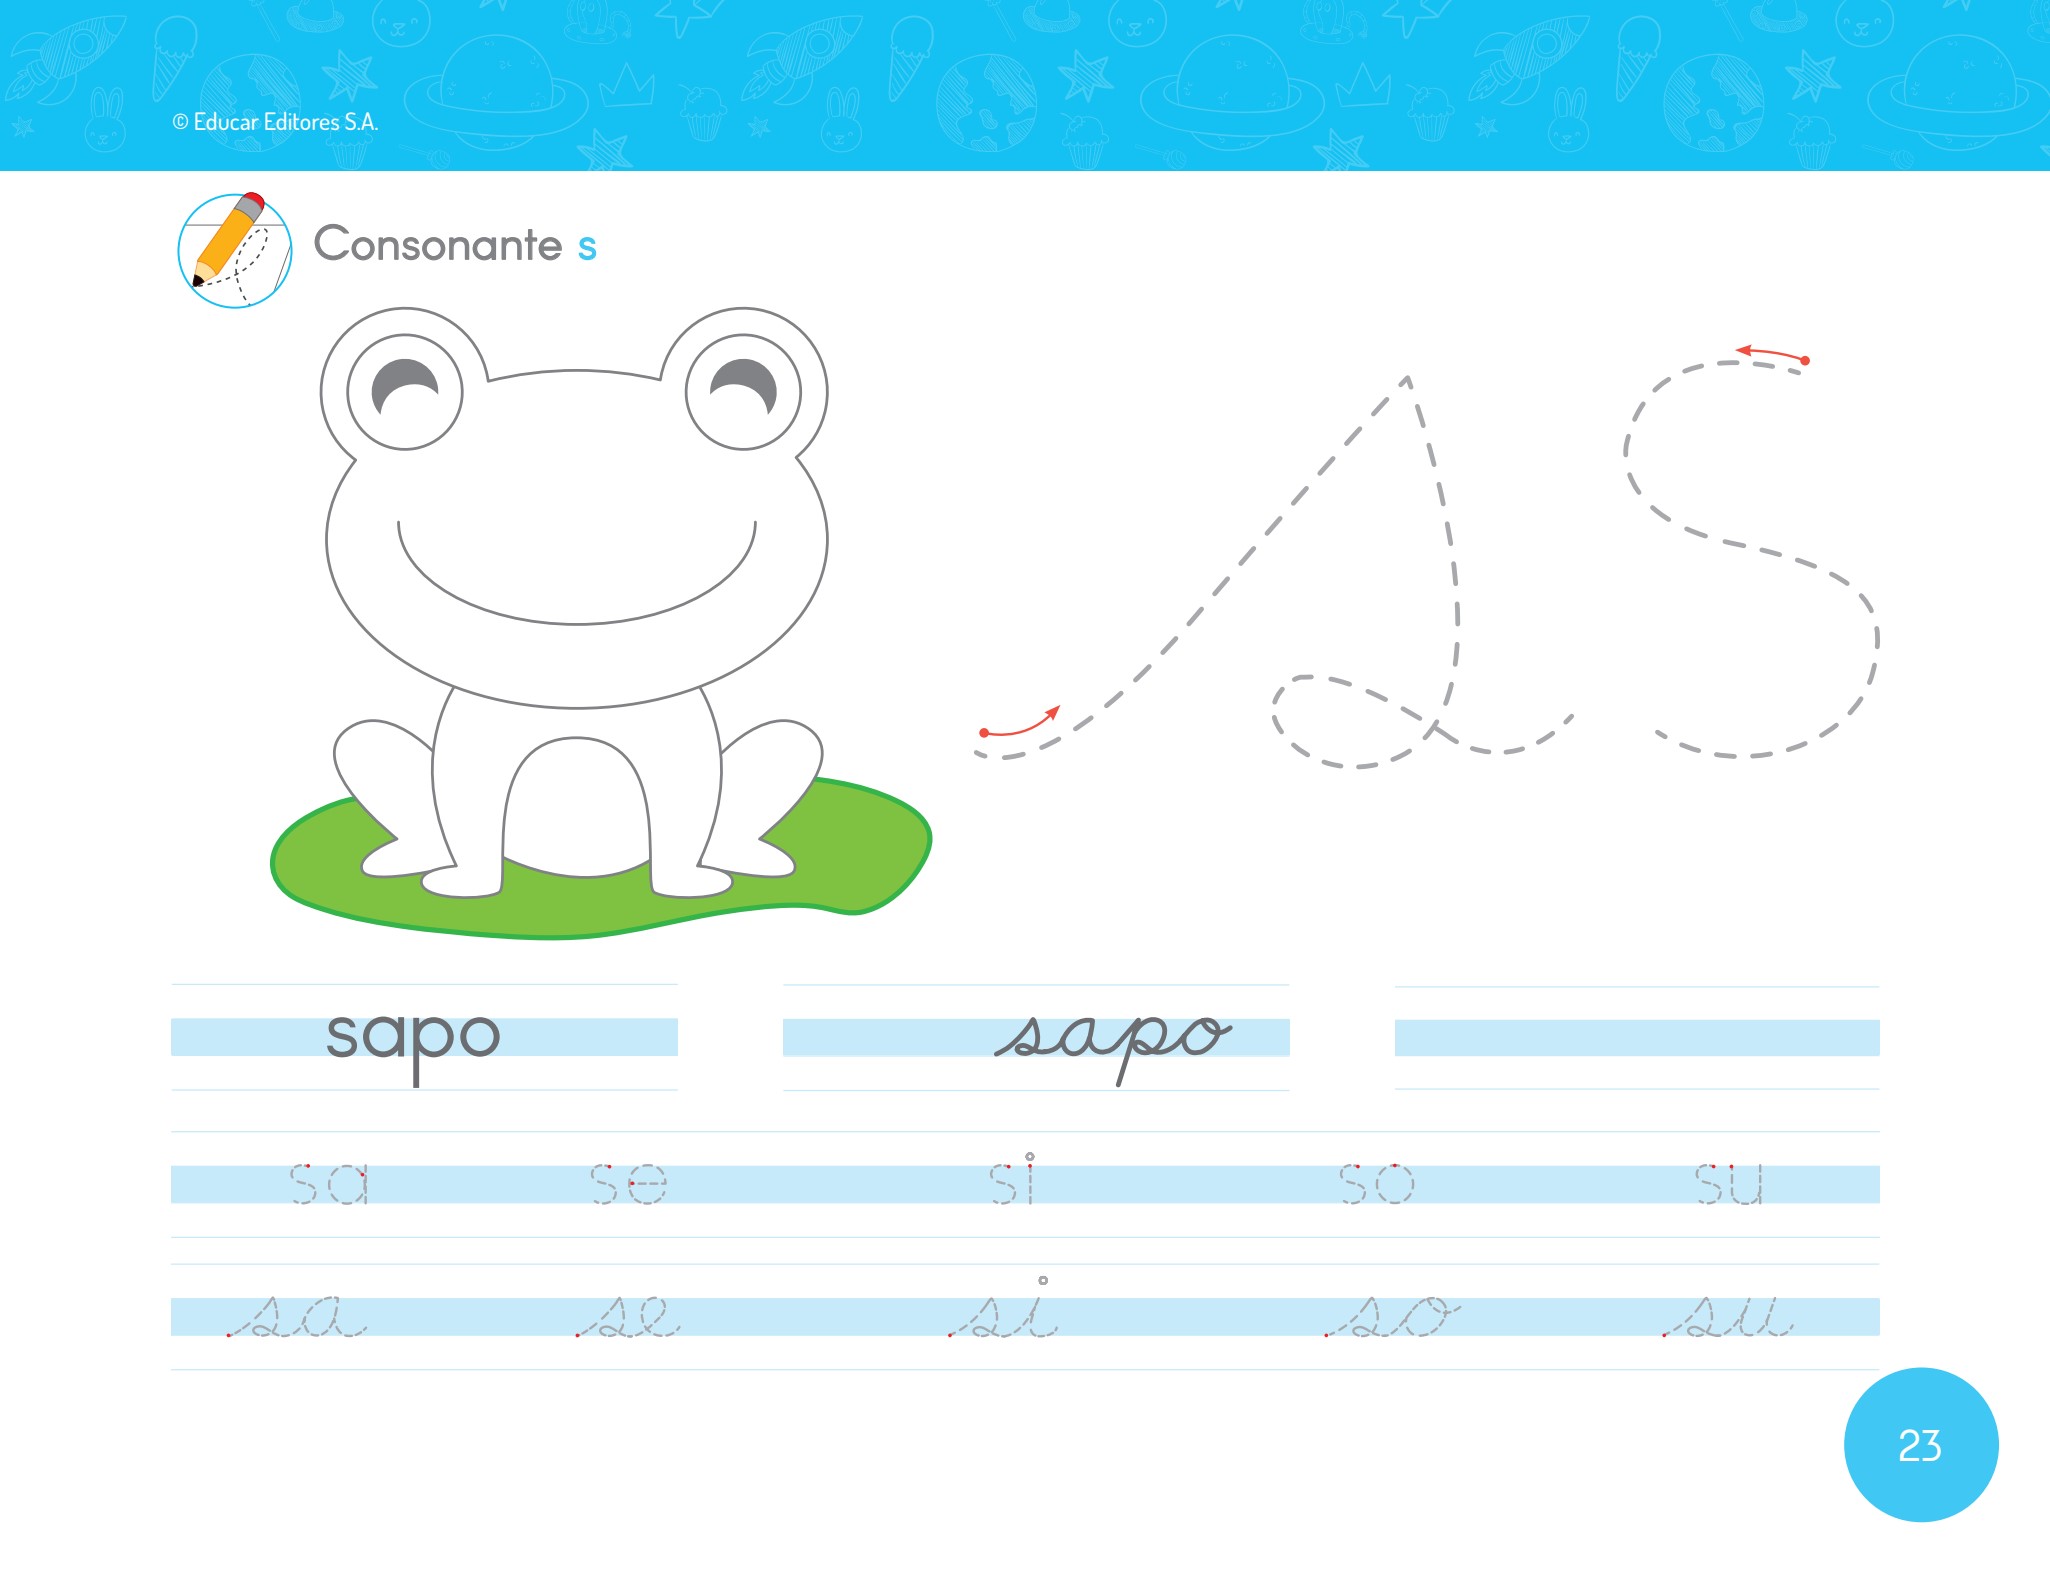 © Educar Editores S.A.
Consonante s
s s
sapo sapo
sa se si so su
sa se si so su
23